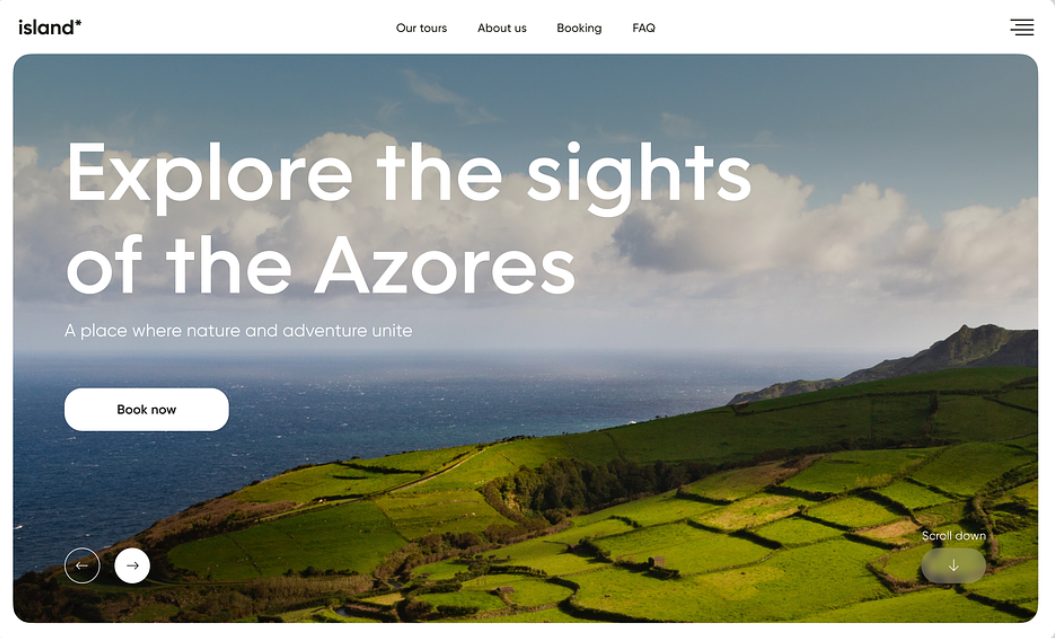 island*
Our tours
About us
Booking
FAQ
Explore the sights
of the Azores
A place where nature and adventure unite
Book now
Scroll down